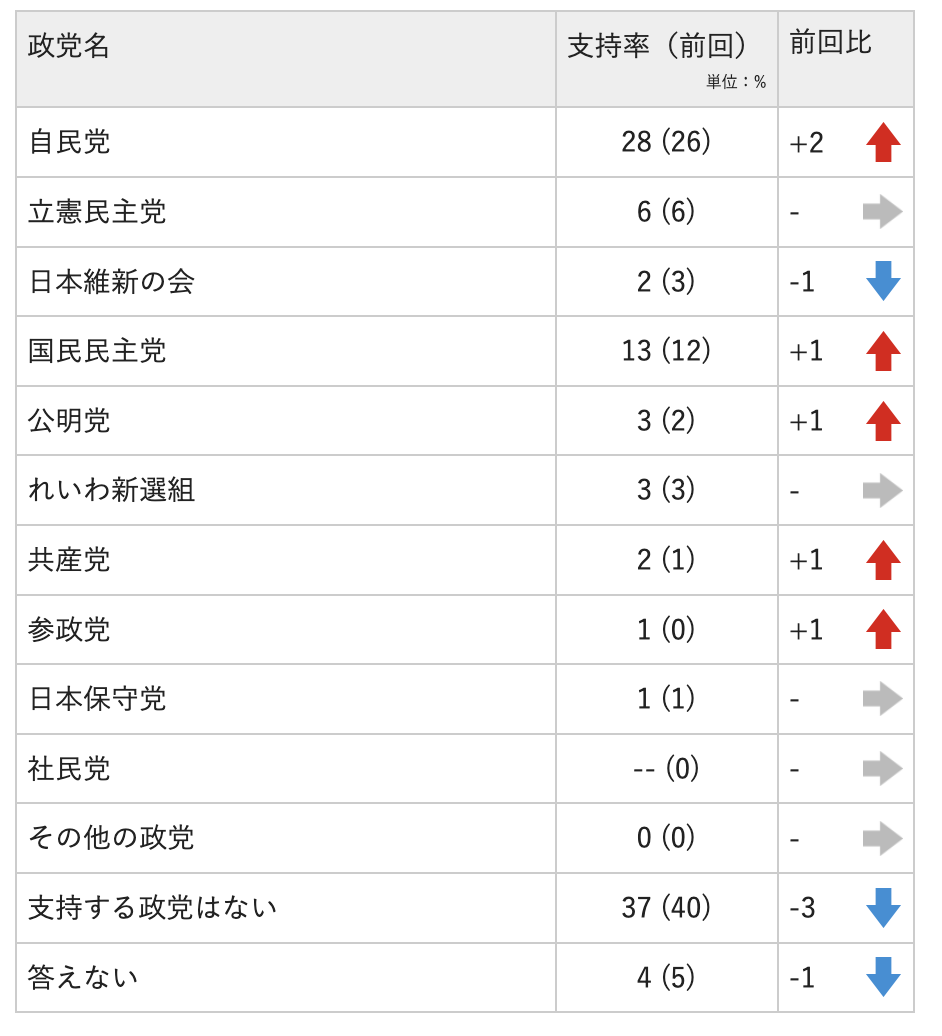 政党名 支持率（前回） 前回比
単位：%
自民党 28 (26) +2
立憲民主党 6 (6) -
日本維新の会 2 (3) -1
国民民主党 13 (12) +1
公明党 3 (2) +1
れいわ新選組 3 (3) -
共産党 2 (1) +1
参政党 1 (0) +1
日本保守党 1 (1) -
社民党 -- (0) -
その他の政党 0 (0) -
支持する政党はない 37 (40) -3
答えない 4 (5) -1